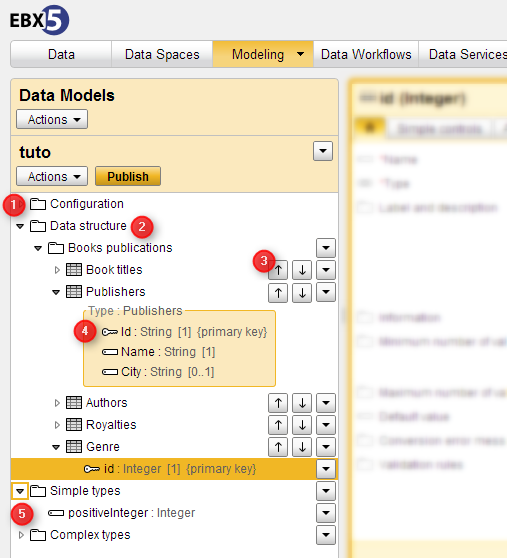 EBX5
Data Data Spaces Modeling Data Workflows Data Services
Data Models
Actions
tuto
Actions Publish
1 Configuration
Data structure 2
Books publications
Book titles 3
Publishers
Type : Publishers
4 Id : String [1] {primary key}
Name : String [1]
City : String [0..1]
Authors
Royalties
Genre
id : Integer [1] {primary key}
Simple types
5 positiveInteger : Integer
Complex types
id (Integer)
Simple controls
Name
Type
Label and description
Information
Minimum number of
Maximum number of
Default value
Conversion error
Validation rules